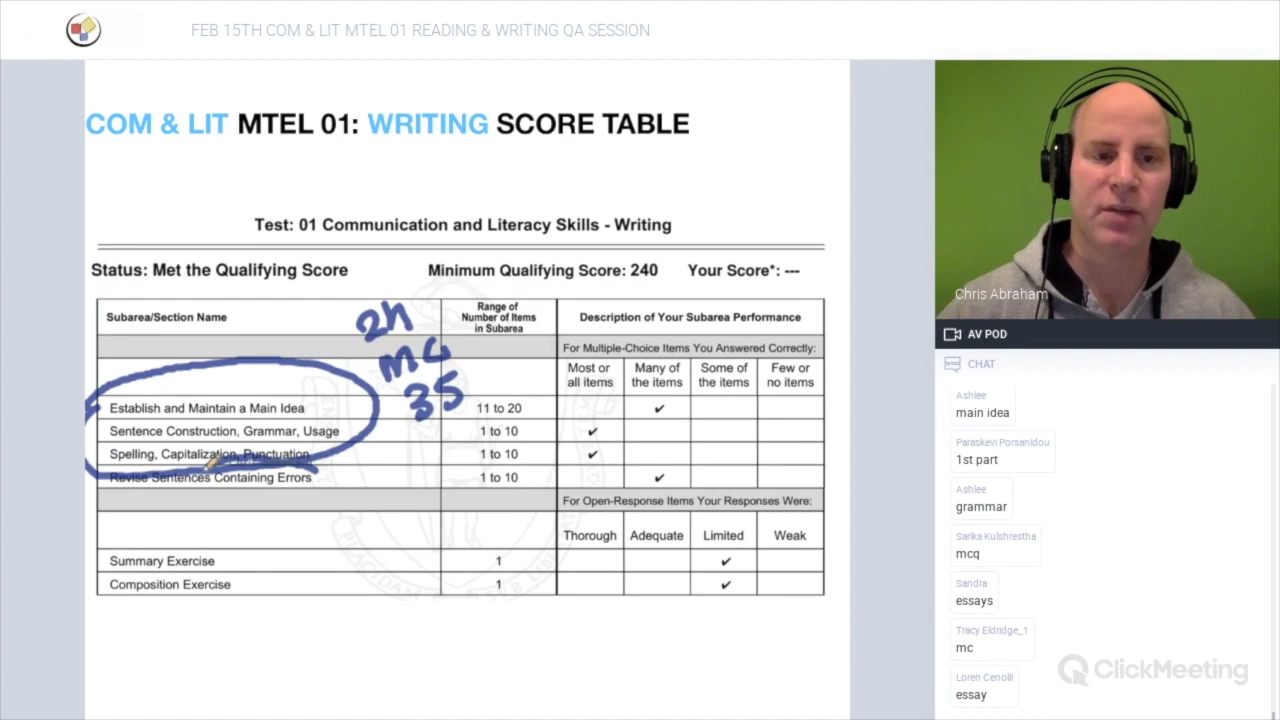 FEB 15TH COM & LIT MTEL 01 READING & WRITING QA SESSION
COM & LIT MTEL 01: WRITING SCORE TABLE
Test: 01 Communication and Literacy Skills - Writing
Status: Met the Qualifying Score Minimum Qualifying Score: 240 Your Score*: ---
Subarea/Section Name
Range of
Number of Items
in Subarea
Description of Your Subarea Performance
For Multiple-Choice Items You Answered Correctly:
Most or
all items
Many of
the items
Some of
the items
Few or
no items
2h
MC
35
Establish and Maintain a Main Idea 11 to 20 ✔
Sentence Construction, Grammar, Usage 1 to 10 ✔
Spelling, Capitalization, Punctuation 1 to 10 ✔
Revise Sentences Containing Errors 1 to 10 ✔
For Open-Response Items Your Responses Were:
Thorough Adequate Limited Weak
Summary Exercise 1 ✔
Composition Exercise 1 ✔
Chris Abraham
AV POD
CHAT
Ashlee
main idea
Paraskevi Porsanidou
1st part
Ashlee
grammar
Sarika Kulshrestha
mcq
Sandra
essays
Tracy Eldridge_1
mc
Loren Cenolli
essay
ClickMeeting